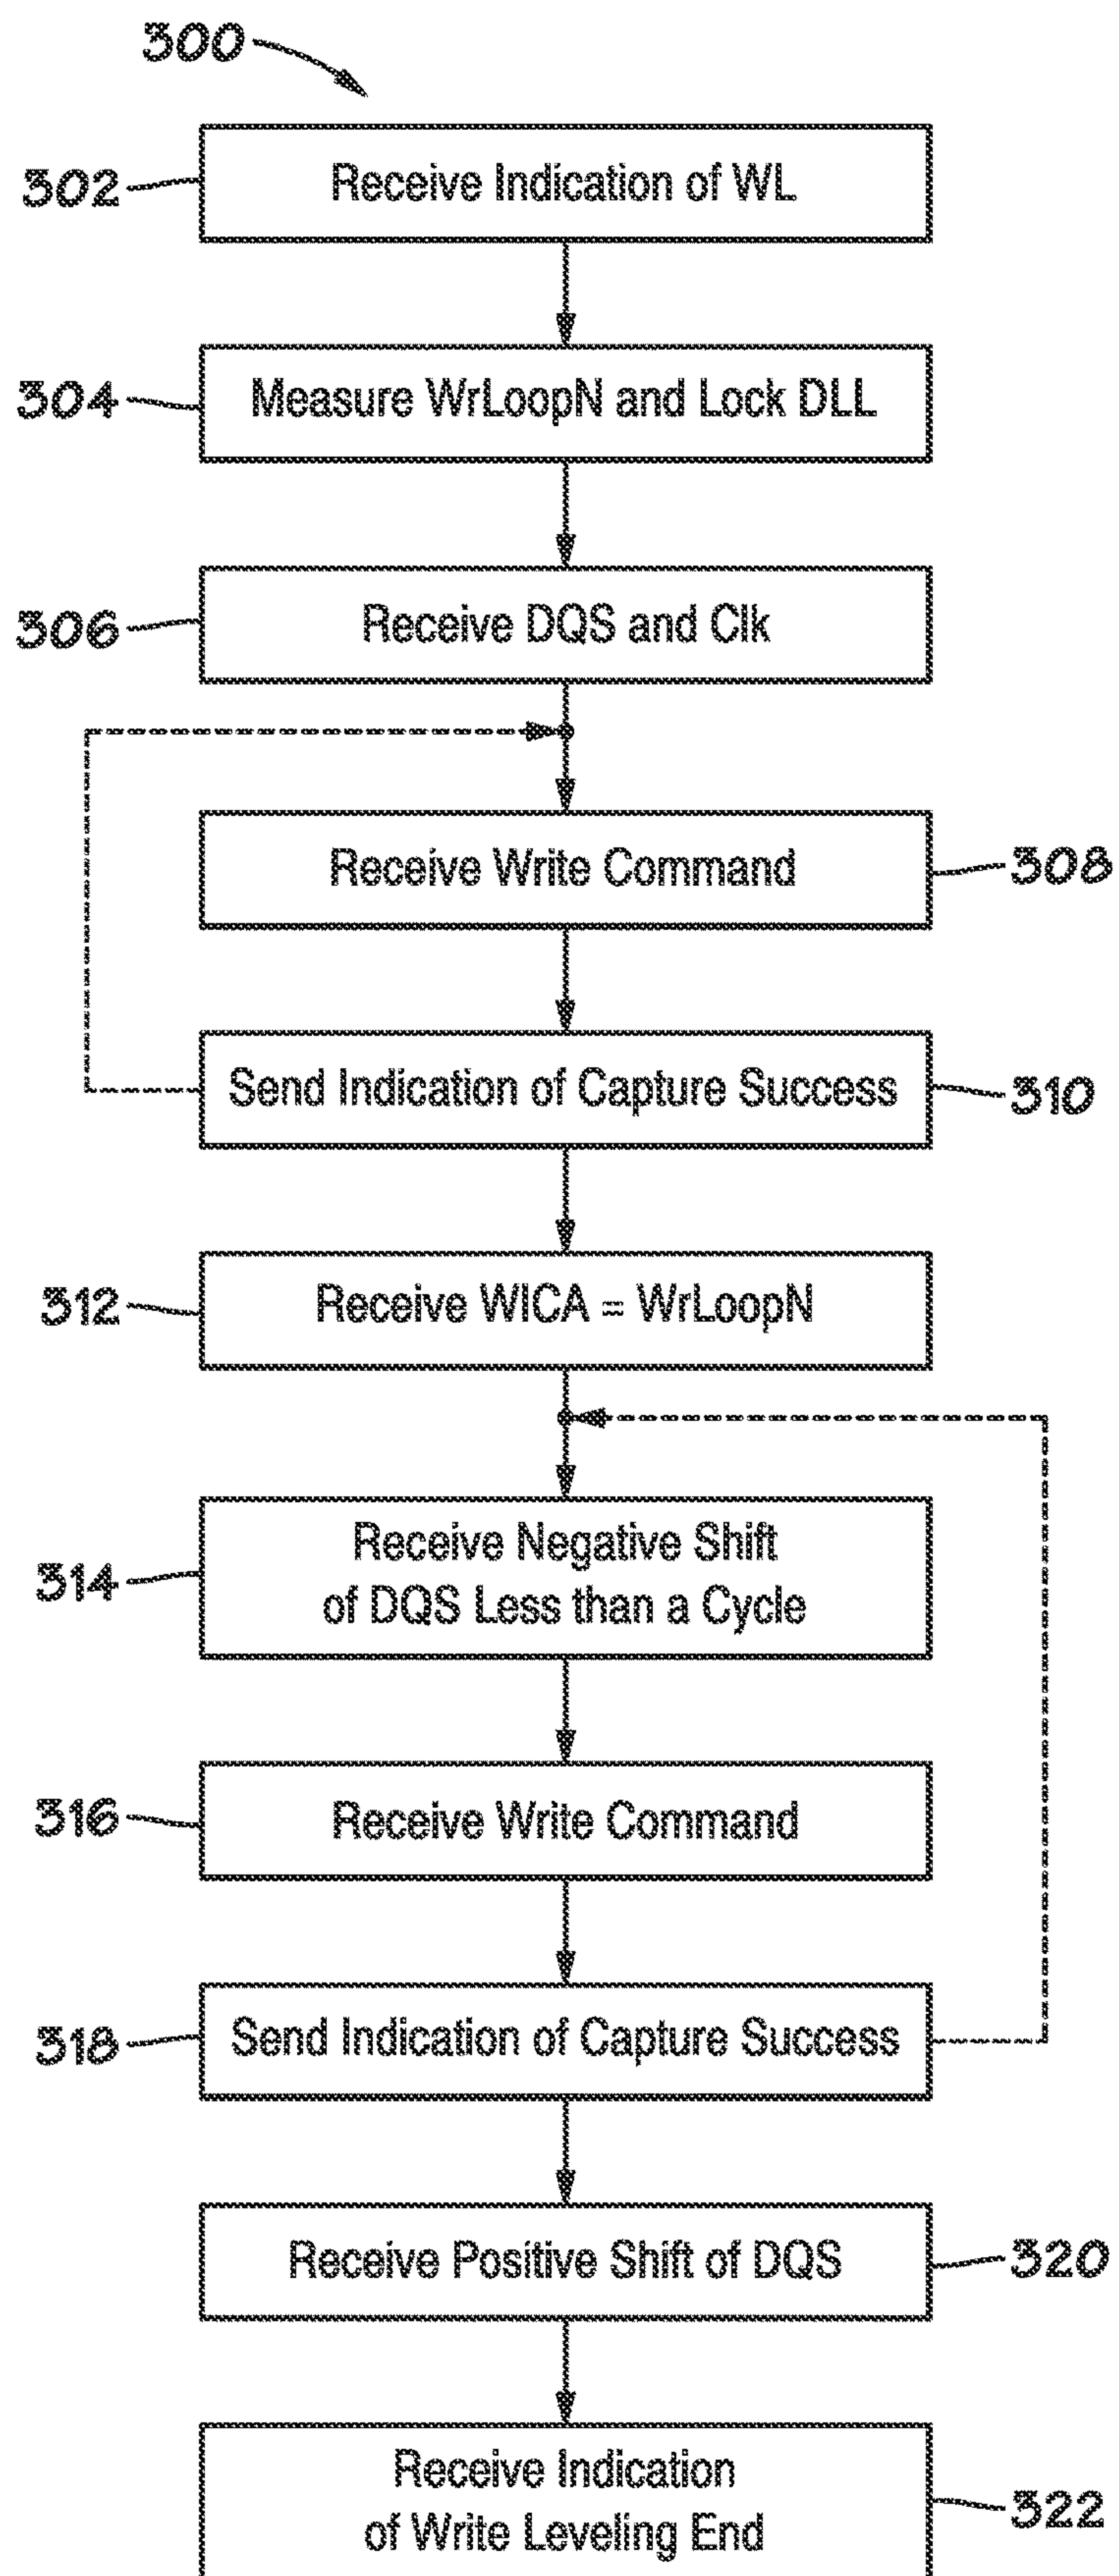 300
302
Receive Indication of WL
304
Measure WrLoopN and Lock DLL
306
Receive DQS and Clk
Receive Write Command
308
Send Indication of Capture Success
310
312
Receive WICA = WrLoopN
314
Receive Negative Shift
of DQS Less than a Cycle
316
Receive Write Command
318
Send Indication of Capture Success
Receive Positive Shift of DQS
320
Receive Indication
of Write Leveling End
322